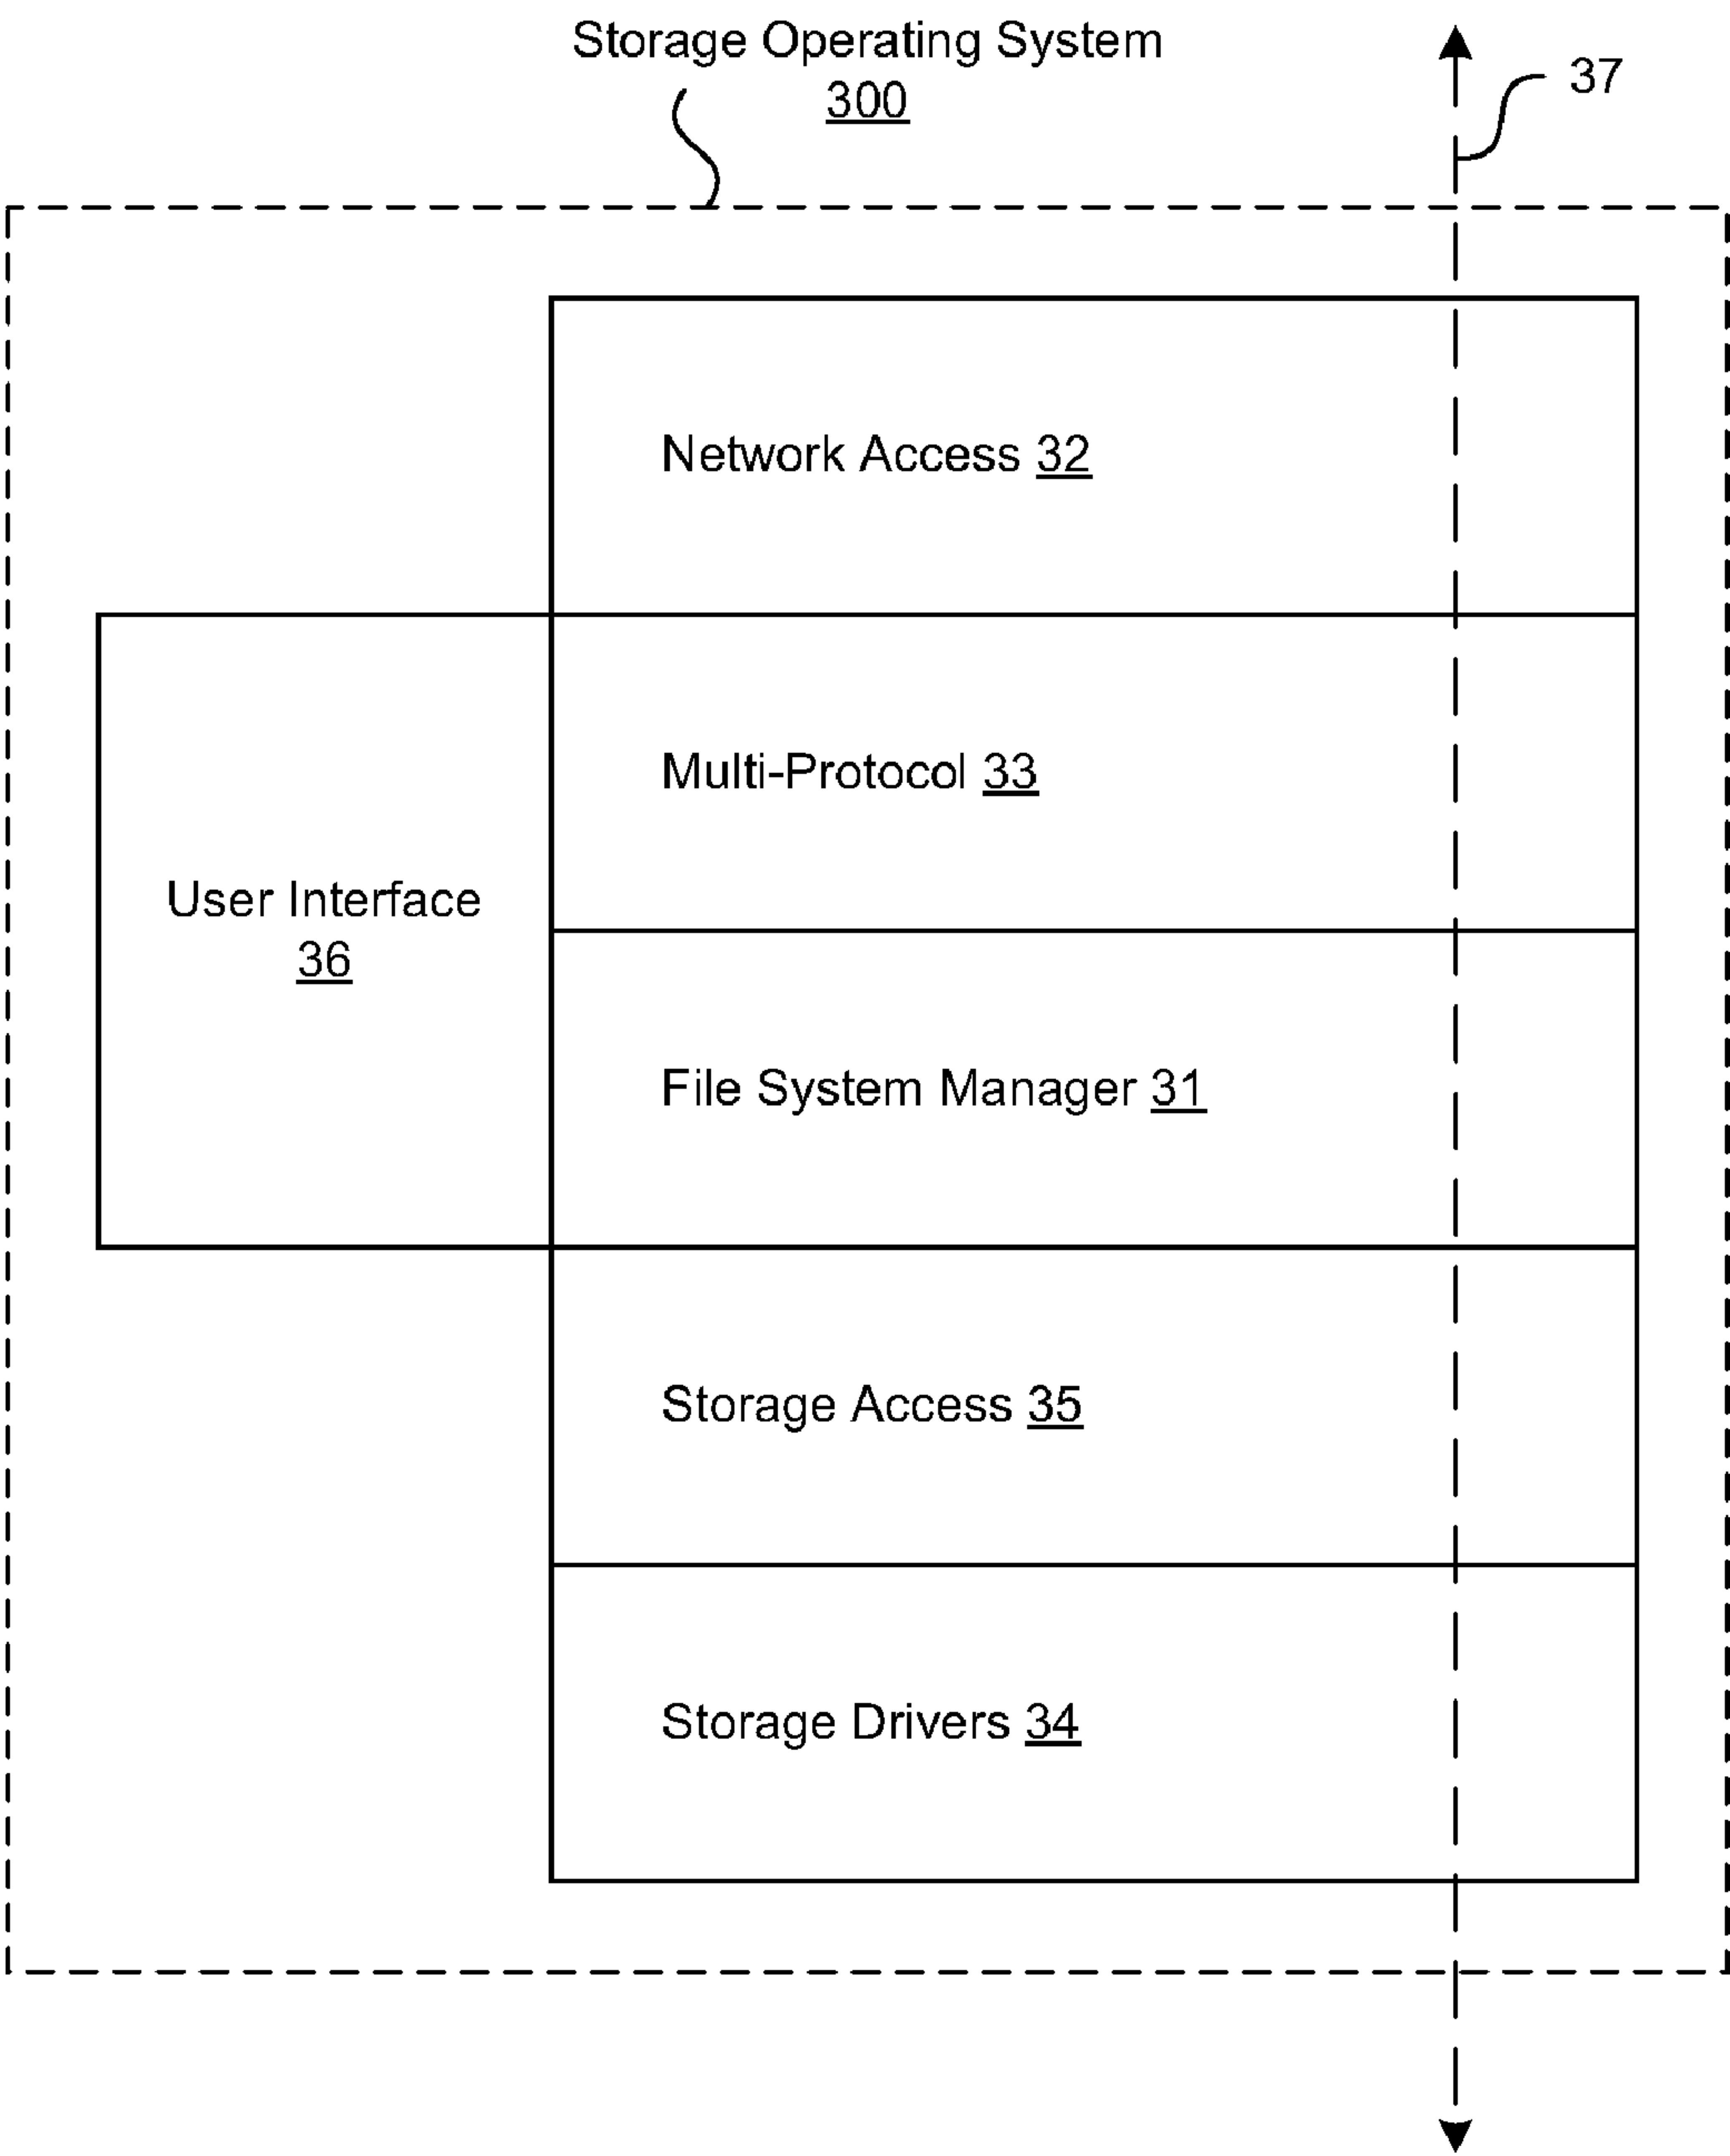 Storage Operating System
300
37
Network Access 32
Multi-Protocol 33
User Interface
36
File System Manager 31
Storage Access 35
Storage Drivers 34